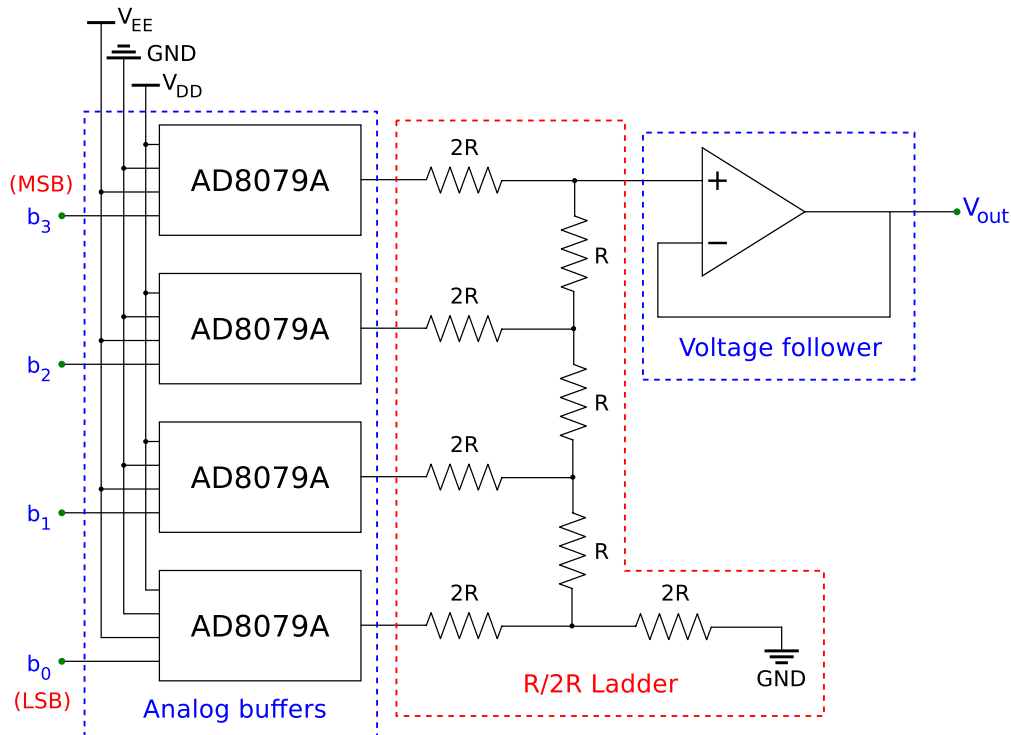 VEE
GND
VDD
AD8079A
2R
(MSB)
b3
+
Vout
R
−
AD8079A
2R
b2
Voltage follower
R
AD8079A
2R
b1
R
AD8079A
2R
2R
b0
GND
(LSB)
R/2R Ladder
Analog buffers